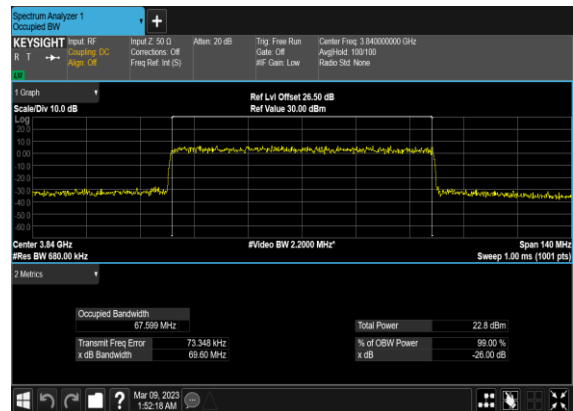 Spectrum Analyzer 1
Occupied BW
KEYSIGHT Input: RF Input Z: 50 Ω Atten: 20 dB Trig: Free Run Center Freq: 3.840000000 GHz
R T Coupling: DC Corrections: Off Gate: Off Avg|Hold: 100/100
Align: Off Freq Ref: Int (S) #IF Gain: Low Radio Std: None
1 Graph
Scale/Div 10.0 dB Ref Lvl Offset 26.50 dB
Ref Value 30.00 dBm
Log
20.0
10.0
0.00
-10.0
-20.0
-30.0
-40.0
-50.0
-60.0
Center 3.84 GHz #Video BW 2.2000 MHz* Span 140 MHz
#Res BW 680.00 kHz Sweep 1.00 ms (1001 pts)
2 Metrics
Occupied Bandwidth
67.599 MHz Total Power 22.8 dBm
Transmit Freq Error 73.348 kHz % of OBW Power 99.00 %
x dB Bandwidth 69.60 MHz x dB -26.00 dB
? Mar 09, 2023
1:52:18 AM